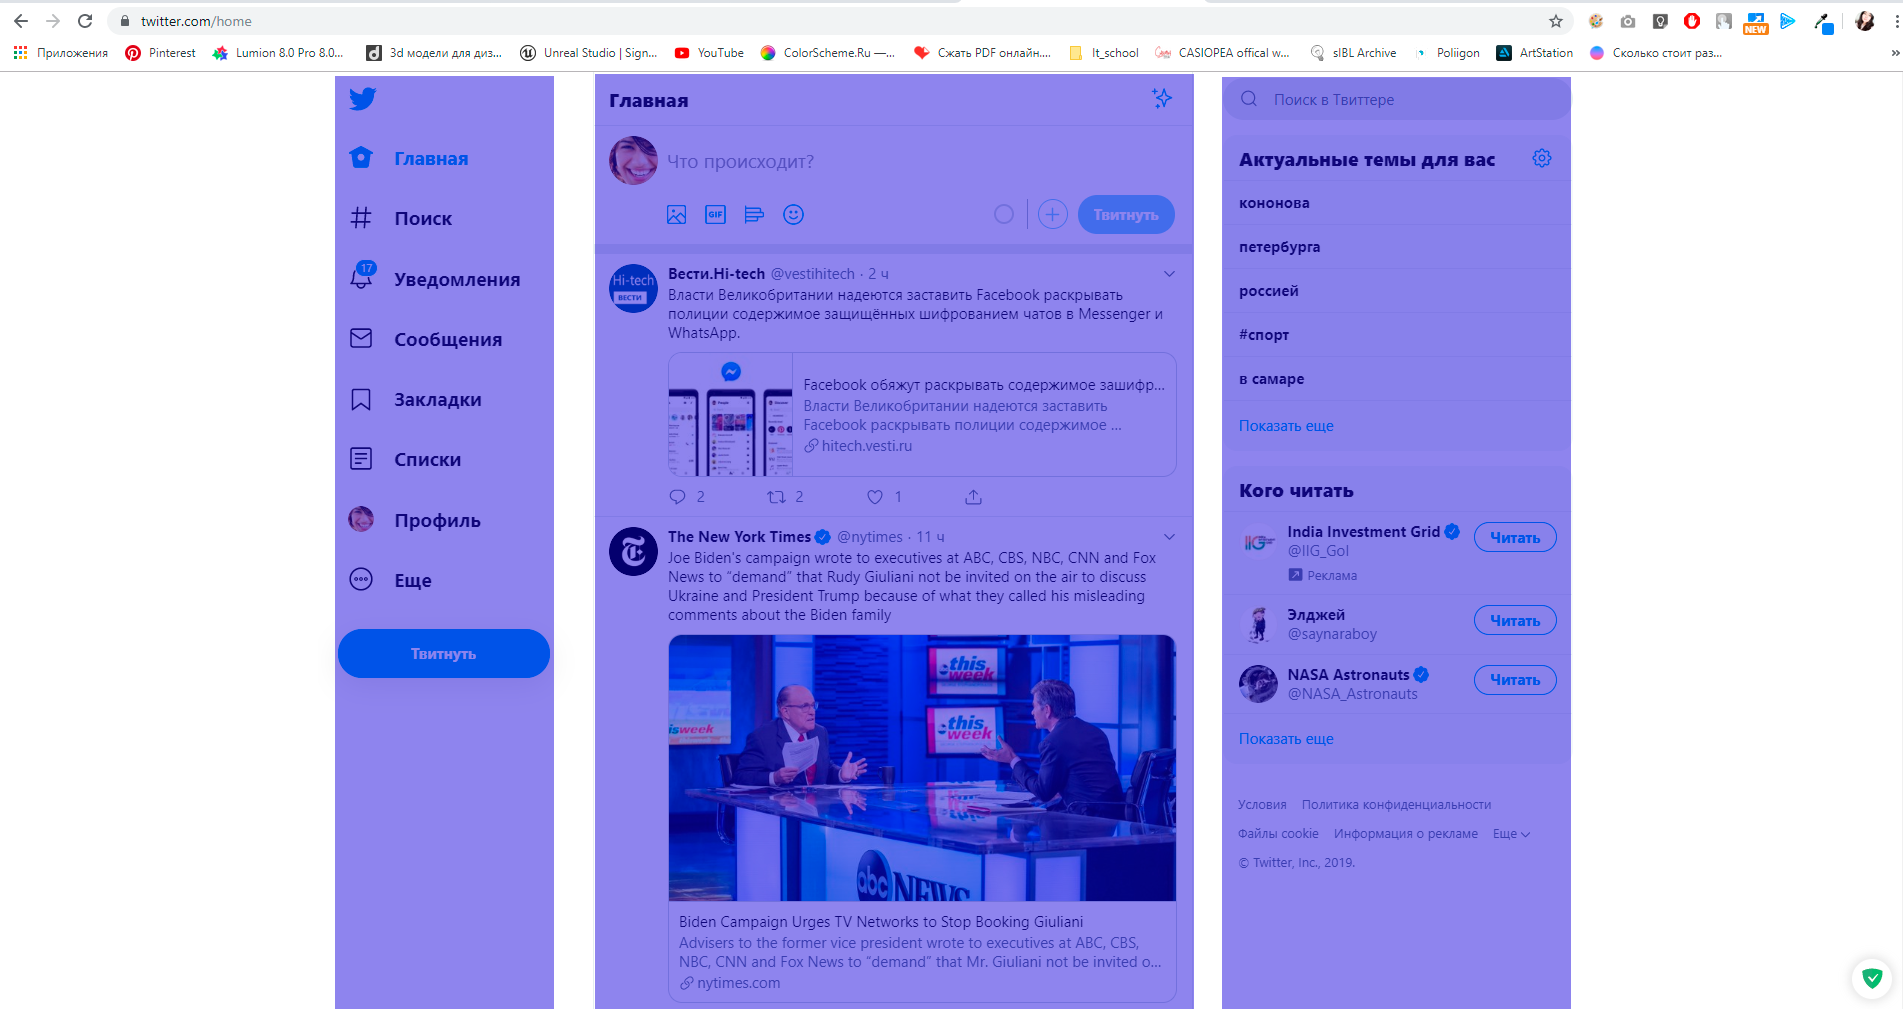 twitter.com/home
Приложения
Pinterest
Lumion 8.0 Pro 8.0...
3d модели для диз...
Unreal Studio | Sign...
YouTube
ColorScheme.Ru —...
Сжать PDF онлайн....
It_school
CASIOPEA offical w...
sIBL Archive
Poliigon
ArtStation
Сколько стоит раз...
NEW
Главная
Поиск
17
Уведомления
Сообщения
Закладки
Списки
Профиль
Еще
Твитнуть
Главная
Что происходит?
GIF
Твитнуть
Hi-tech
ВЕСТИ
Вести.Hi-tech @vestihitech · 2 ч
Власти Великобритании надеются заставить Facebook раскрывать
полиции содержимое защищённых шифрованием чатов в Messenger и
WhatsApp.
Facebook обяжут раскрывать содержимое зашифр...
Власти Великобритании надеются заставить
Facebook раскрывать полиции содержимое ...
hitech.vesti.ru
2 2 1
The New York Times @nytimes · 11 ч
Joe Biden's campaign wrote to executives at ABC, CBS, NBC, CNN and Fox
News to “demand” that Rudy Giuliani not be invited on the air to discuss
Ukraine and President Trump because of what they called his misleading
comments about the Biden family
this
week
this
week
isweek
abc NEWS
Biden Campaign Urges TV Networks to Stop Booking Giuliani
Advisers to the former vice president wrote to executives at ABC, CBS,
NBC, CNN and Fox News to “demand” that Mr. Giuliani not be invited o...
nytimes.com
Поиск в Твиттере
Актуальные темы для вас
кононова
петербурга
россией
#спорт
в самаре
Показать еще
Кого читать
IIG
India Investment Grid
@IIG_GoI
Реклама
Читать
Элджей
@saynaraboy
Читать
NASA Astronauts
@NASA_Astronauts
Читать
Показать еще
Условия Политика конфиденциальности
Файлы cookie Информация о рекламе Еще
© Twitter, Inc., 2019.